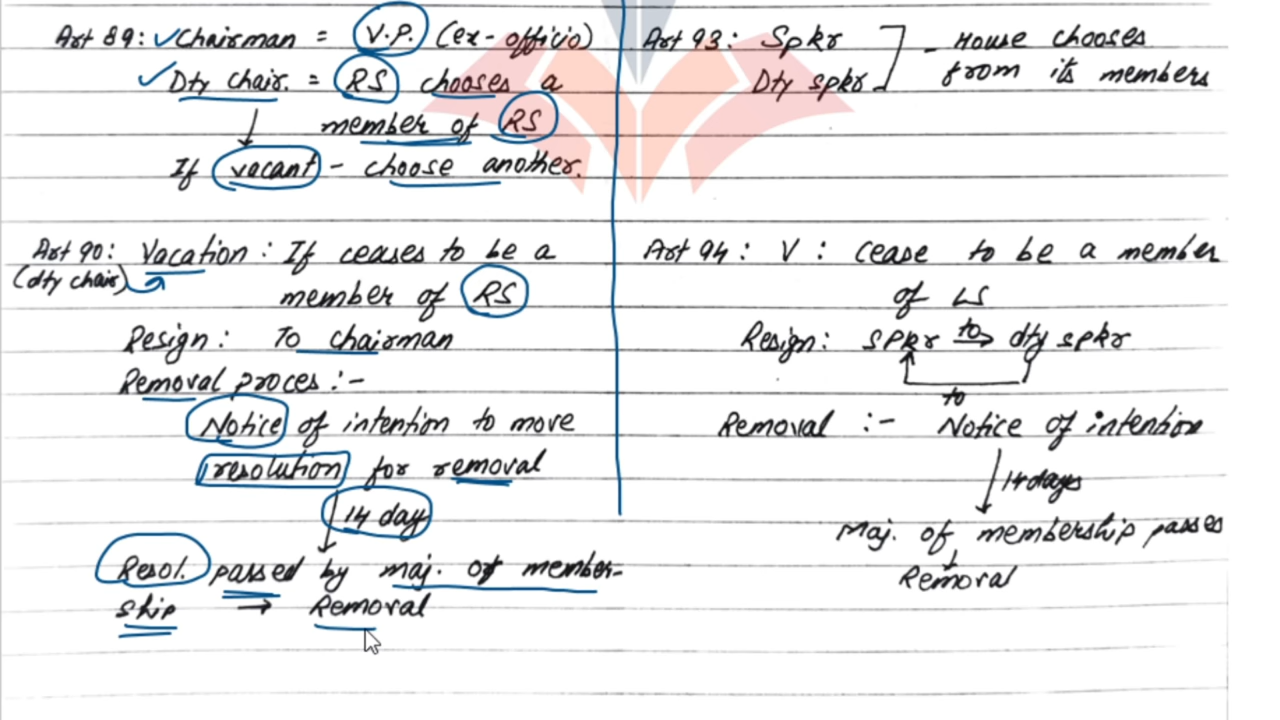 Art 89: ✓Chairman = V.P. (ex-officio)
✓Dty chair. = RS chooses a
member of RS
If vacant - choose another.
Art 90: Vacation: If ceases to be a
(dty chair)
member of RS
Resign: To chairman
Removal proces:-
Notice of intention to move
resolution for removal
14 day
Resol. passed by maj. of member-
ship → Removal
Art 93: Spkr
Dty spkr
- House chooses
from its members
Art 94: V: Cease to be a member
of LS
Resign: SPkr to → dty spkr
to
Removal :- Notice of intention
14 days
Maj. of membership passes
Removal